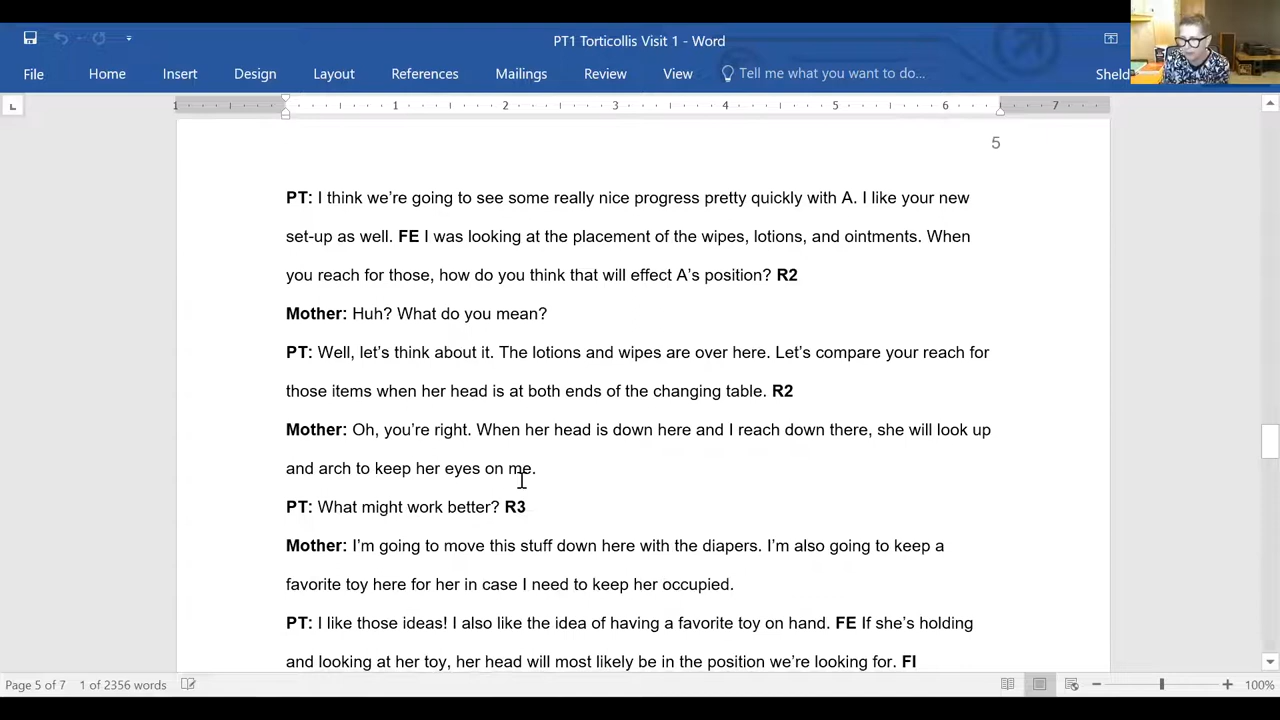 PT1 Torticollis Visit 1 - Word
File Home Insert Design Layout References Mailings Review View Tell me what you want to do... Sheld
1 1 2 3 4 5 6 7
5
PT: I think we’re going to see some really nice progress pretty quickly with A. I like your new
set-up as well. FE I was looking at the placement of the wipes, lotions, and ointments. When
you reach for those, how do you think that will effect A’s position? R2
Mother: Huh? What do you mean?
PT: Well, let’s think about it. The lotions and wipes are over here. Let’s compare your reach for
those items when her head is at both ends of the changing table. R2
Mother: Oh, you’re right. When her head is down here and I reach down there, she will look up
and arch to keep her eyes on me.
PT: What might work better? R3
Mother: I’m going to move this stuff down here with the diapers. I’m also going to keep a
favorite toy here for her in case I need to keep her occupied.
PT: I like those ideas! I also like the idea of having a favorite toy on hand. FE If she’s holding
and looking at her toy, her head will most likely be in the position we’re looking for. FI
Page 5 of 7 1 of 2356 words 100%